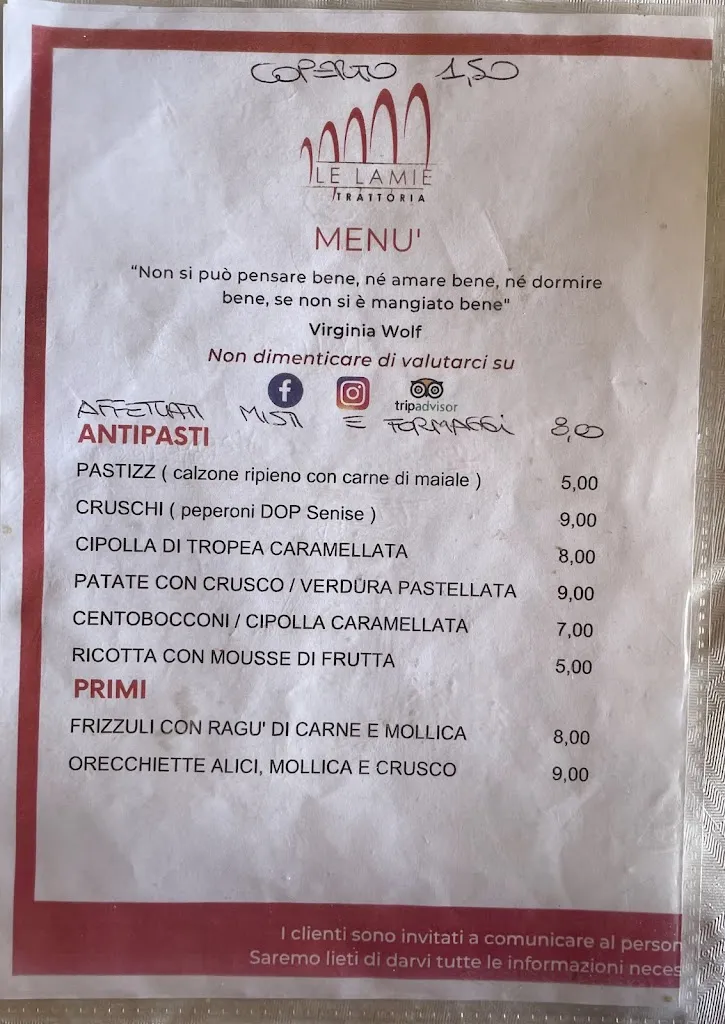 COPERTO 1,50
LE LAMIE
TRATTORIA
MENU'
“Non si può pensare bene, né amare bene, né dormire
bene, se non si è mangiato bene"
Virginia Wolf
Non dimenticare di valutarci su
tripadvisor
AFFETTATI MISTI E FORMAGGI 8,00
ANTIPASTI
PASTIZZ ( calzone ripieno con carne di maiale ) 5,00
CRUSCHI ( peperoni DOP Senise ) 9,00
CIPOLLA DI TROPEA CARAMELLATA 8,00
PATATE CON CRUSCO / VERDURA PASTELLATA 9,00
CENTOBOCCONI / CIPOLLA CARAMELLATA 7,00
RICOTTA CON MOUSSE DI FRUTTA 5,00
PRIMI
FRIZZULI CON RAGU' DI CARNE E MOLLICA 8,00
ORECCHIETTE ALICI, MOLLICA E CRUSCO 9,00
I clienti sono invitati a comunicare al person
Saremo lieti di darvi tutte le informazioni neces